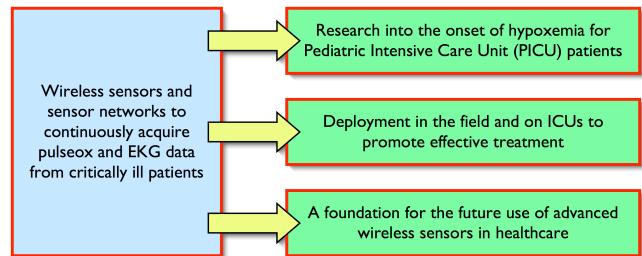 Wireless sensors and
sensor networks to
continuously acquire
pulseox and EKG data
from critically ill patients
Research into the onset of hypoxemia for
Pediatric Intensive Care Unit (PICU) patients
Deployment in the field and on ICUs to
promote effective treatment
A foundation for the future use of advanced
wireless sensors in healthcare